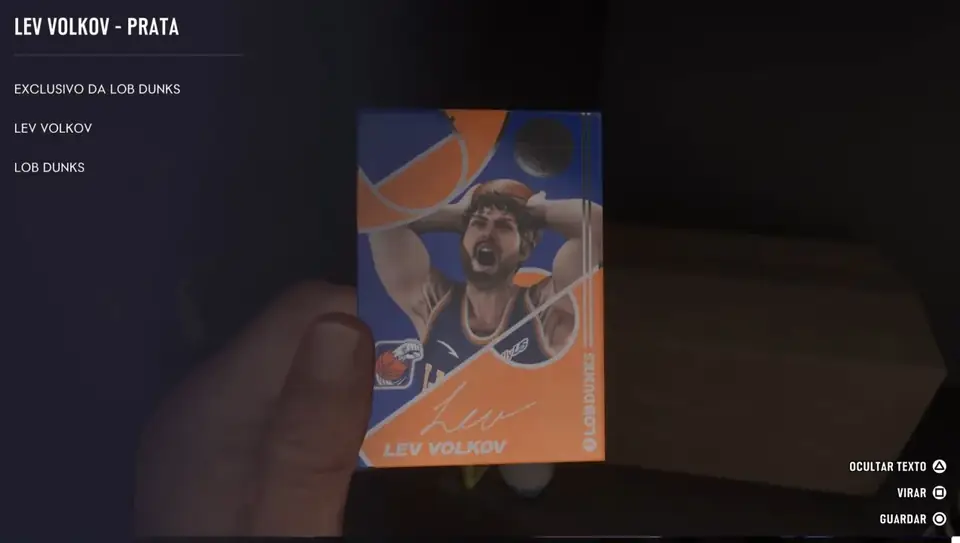 LEV VOLKOV - PRATA
EXCLUSIVO DA LOB DUNKS
LEV VOLKOV
LOB DUNKS
Lev
LEV VOLKOV
LOB DUNKS
OCULTAR TEXTO
VIRAR
GUARDAR